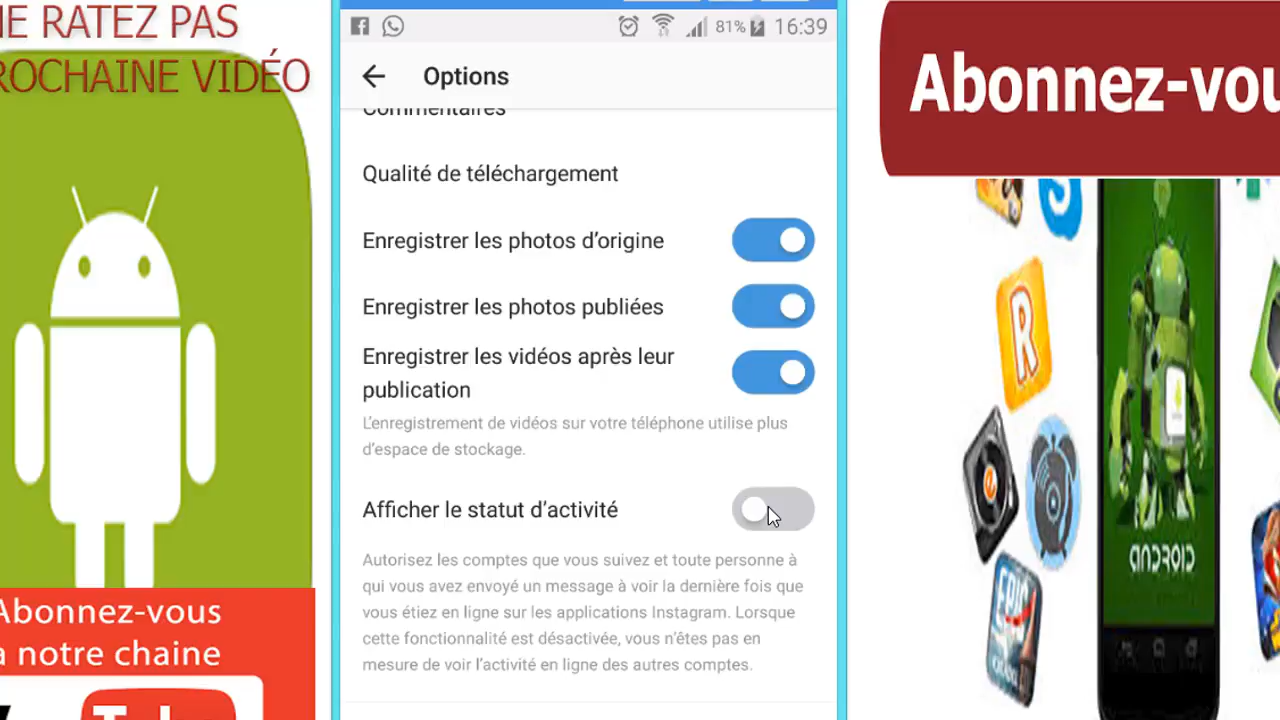 NE RATEZ PAS
ROCHAINE VIDÉO
Abonnez-vous
a notre chaine
81%
16:39
Options
Commentaires
Qualité de téléchargement
Enregistrer les photos d’origine
Enregistrer les photos publiées
Enregistrer les vidéos après leur
publication
L’enregistrement de vidéos sur votre téléphone utilise plus
d’espace de stockage.
Afficher le statut d’activité
Autorisez les comptes que vous suivez et toute personne à
qui vous avez envoyé un message à voir la dernière fois que
vous étiez en ligne sur les applications Instagram. Lorsque
cette fonctionnalité est désactivée, vous n’êtes pas en
mesure de voir l’activité en ligne des autres comptes.
Abonnez-vou
R
EPIC
ANDROID